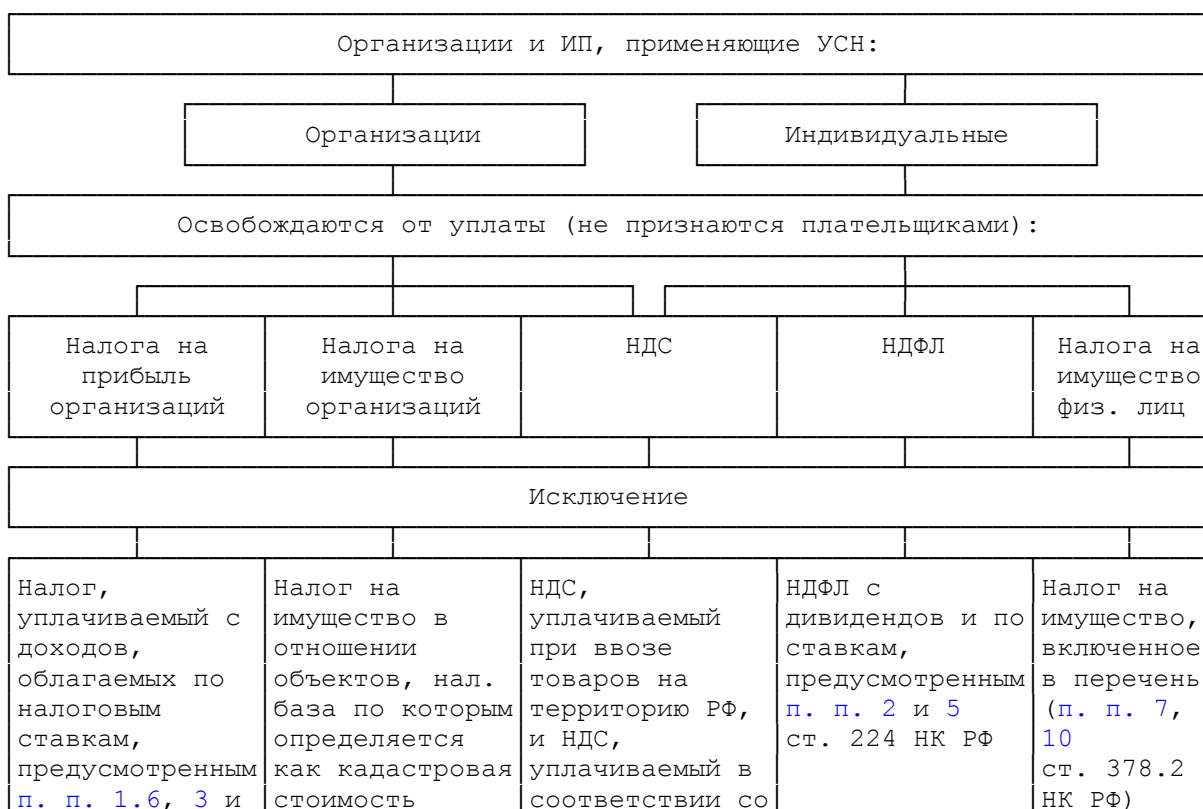 Организации и ИП, применяющие УСН:
Организации
Индивидуальные
Освобождаются от уплаты (не признаются плательщиками):
Налога на
прибыль
организаций
Налога на
имущество
организаций
НДС
НДФЛ
Налога на
имущество
физ. лиц
Исключение
Налог,
уплачиваемый с
доходов,
облагаемых по
налоговым
ставкам,
предусмотренным
п. п. 1.6, 3 и
Налог на
имущество в
отношении
объектов, нал.
база по которым
определяется
как кадастровая
стоимость
НДС,
уплачиваемый
при ввозе
товаров на
территорию РФ,
и НДС,
уплачиваемый в
соответствии со
НДФЛ с
дивидендов и по
ставкам,
предусмотренным
п. п. 2 и 5
ст. 224 НК РФ
Налог на
имущество,
включенное
в перечень
(п. п. 7,
10
ст. 378.2
НК РФ)